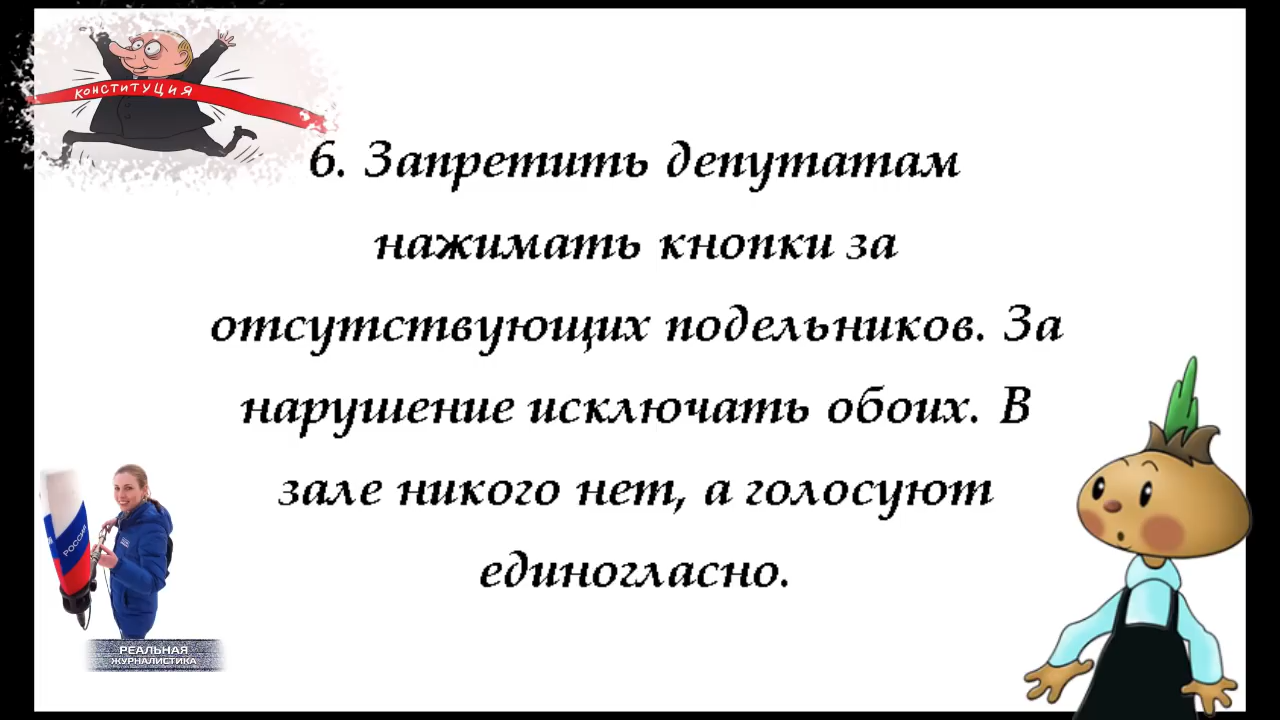 КОНСТИТУЦИЯ
6. Запретить депутатам
нажимать кнопки за
отсутствующих подельников. За
нарушение исключать обоих. В
зале никого нет, а голосуют
единогласно.
РОССИЯ
РЕАЛЬНАЯ
ЖУРНАЛИСТИКА